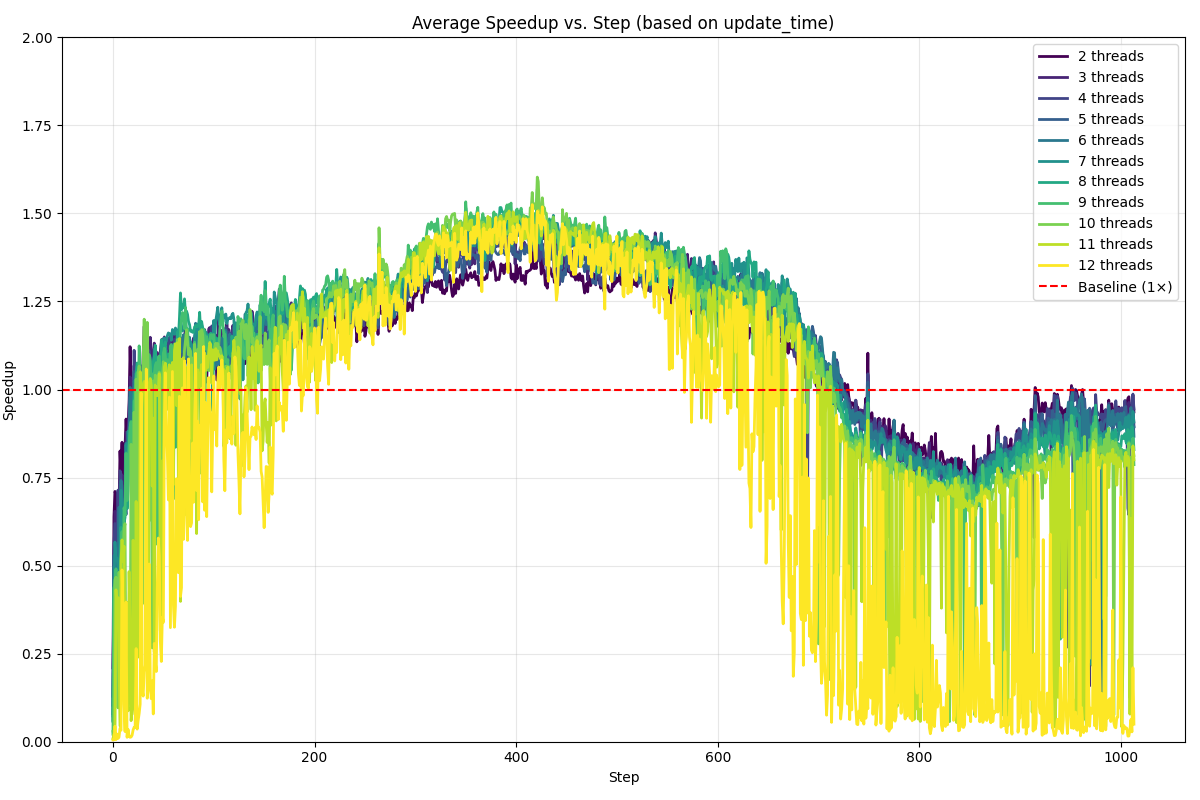 Average Speedup vs. Step (based on update_time)
2.00
1.75
1.50
1.25
1.00
0.75
0.50
0.25
0.00
Speedup
2 threads
3 threads
4 threads
5 threads
6 threads
7 threads
8 threads
9 threads
10 threads
11 threads
12 threads
Baseline (1×)
0
200
400
600
800
1000
Step